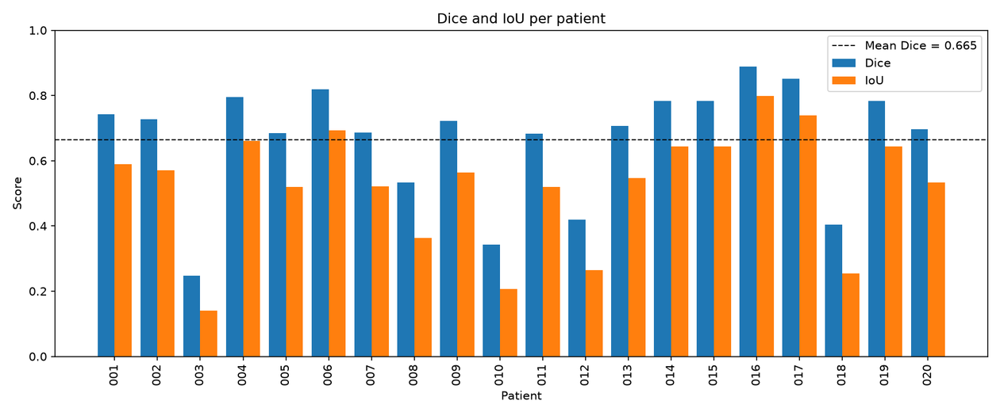 Dice and IoU per patient
Mean Dice = 0.665
Dice
IoU
1.0
0.8
0.6
0.4
0.2
0.0
Score
001 002 003 004 005 006 007 008 009 010 011 012 013 014 015 016 017 018 019 020
Patient